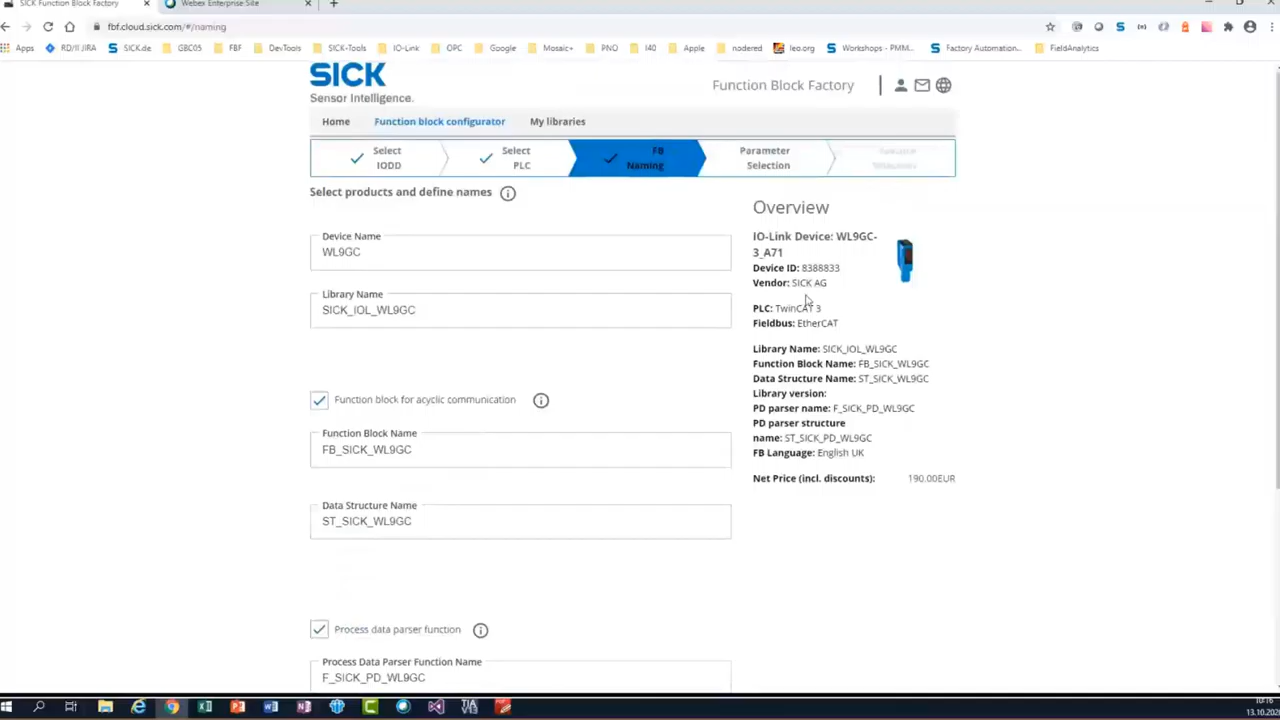 SICK Function Block Factory
Webex Enterprise Site
fbf.cloud.sick.com/#/naming
Apps RD/II JIRA SICK.de GBC05 FBF DevTools SICK-Tools IO-Link OPC Google Mosaic+ PNO I40 Apple nodered leo.org Workshops - PMM... Factory Automation... FieldAnalytics
SICK
Sensor Intelligence.
Function Block Factory
Home Function block configurator My libraries
Select
IODD
Select
PLC
FB
Naming
Parameter
Selection
Select products and define names
Device Name
WL9GC
Library Name
SICK_IOL_WL9GC
Function block for acyclic communication
Function Block Name
FB_SICK_WL9GC
Data Structure Name
ST_SICK_WL9GC
Process data parser function
Process Data Parser Function Name
F_SICK_PD_WL9GC
Overview
IO-Link Device: WL9GC-
3_A71
Device ID: 8388833
Vendor: SICK AG
PLC: TwinCAT 3
Fieldbus: EtherCAT
Library Name: SICK_IOL_WL9GC
Function Block Name: FB_SICK_WL9GC
Data Structure Name: ST_SICK_WL9GC
Library version:
PD parser name: F_SICK_PD_WL9GC
PD parser structure
name: ST_SICK_PD_WL9GC
FB Language: English UK
Net Price (incl. discounts): 190.00EUR
10:16